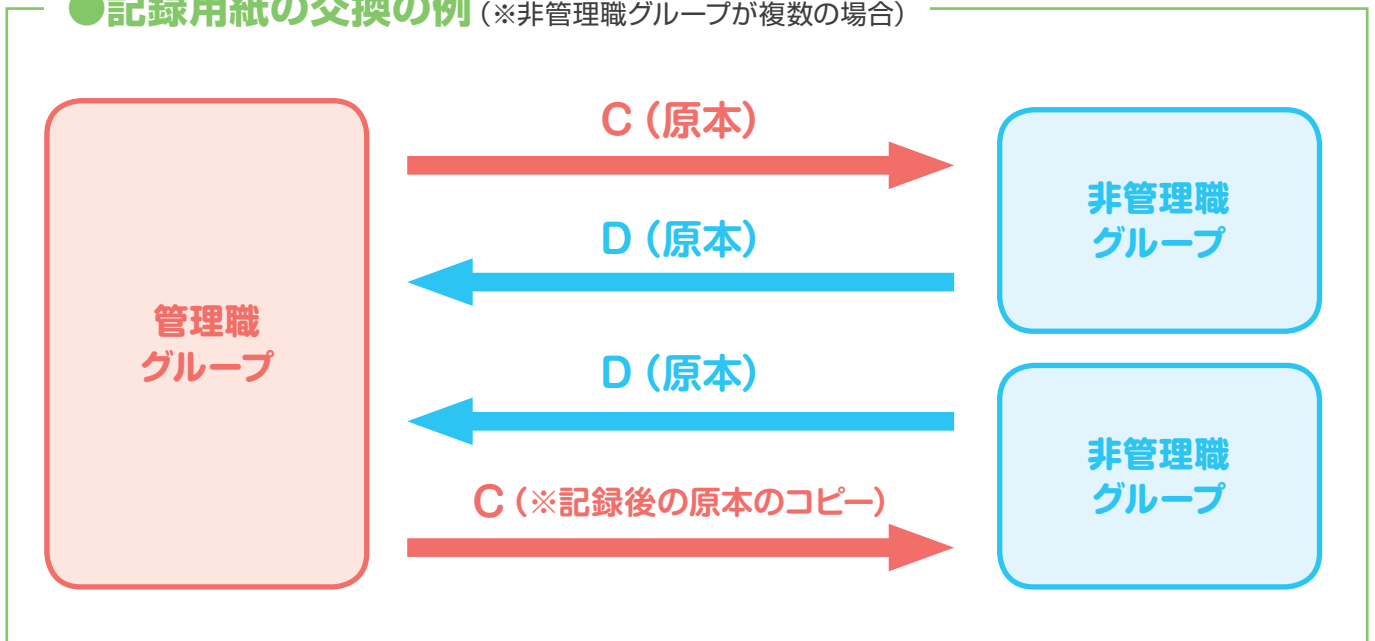 ●記録用紙の交換の例(※非管理職グループが複数の場合)
C(原本)
D(原本)
D(原本)
C(※記録後の原本のコピー)
管理職
グループ
非管理職
グループ
非管理職
グループ